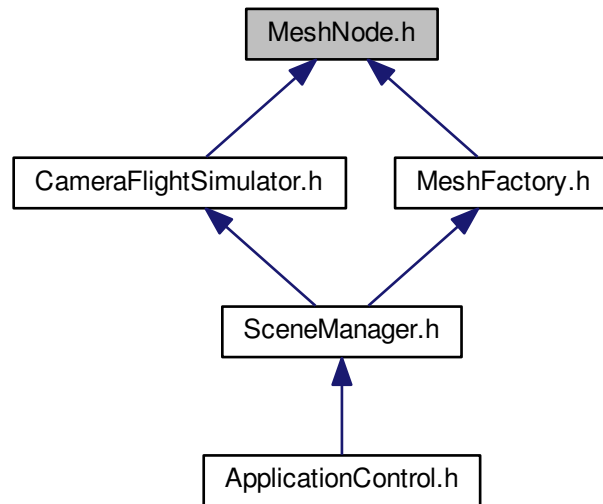 MeshNode.h
CameraFlightSimulator.h
MeshFactory.h
SceneManager.h
ApplicationControl.h